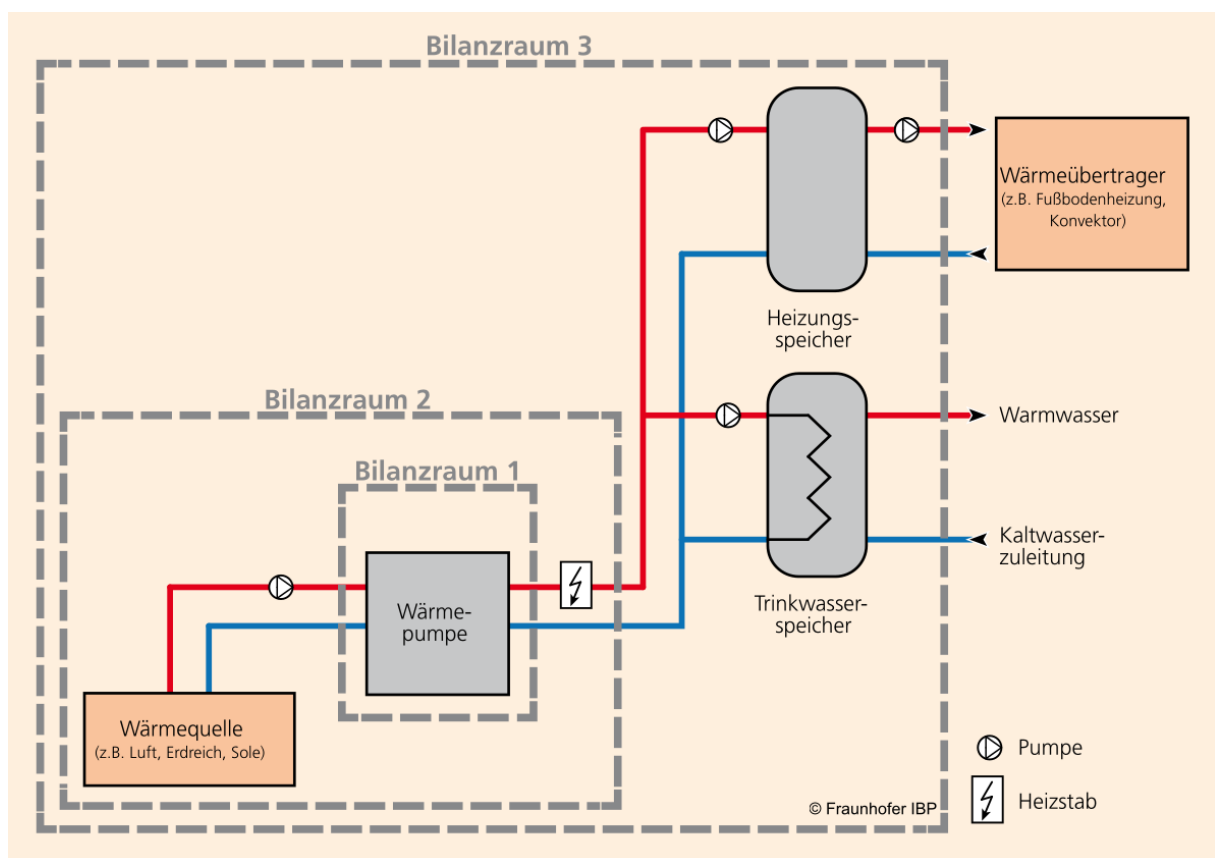 Bilanzraum 3
Wärmeübertrager
(z.B. Fußbodenheizung,
Konvektor)
Heizungs-
speicher
Bilanzraum 2
Warmwasser
Bilanzraum 1
Kaltwasser-
zuleitung
Wärme-
pumpe
Trinkwasser-
speicher
Wärmequelle
(z.B. Luft, Erdreich, Sole)
Pumpe
Heizstab
© Fraunhofer IBP